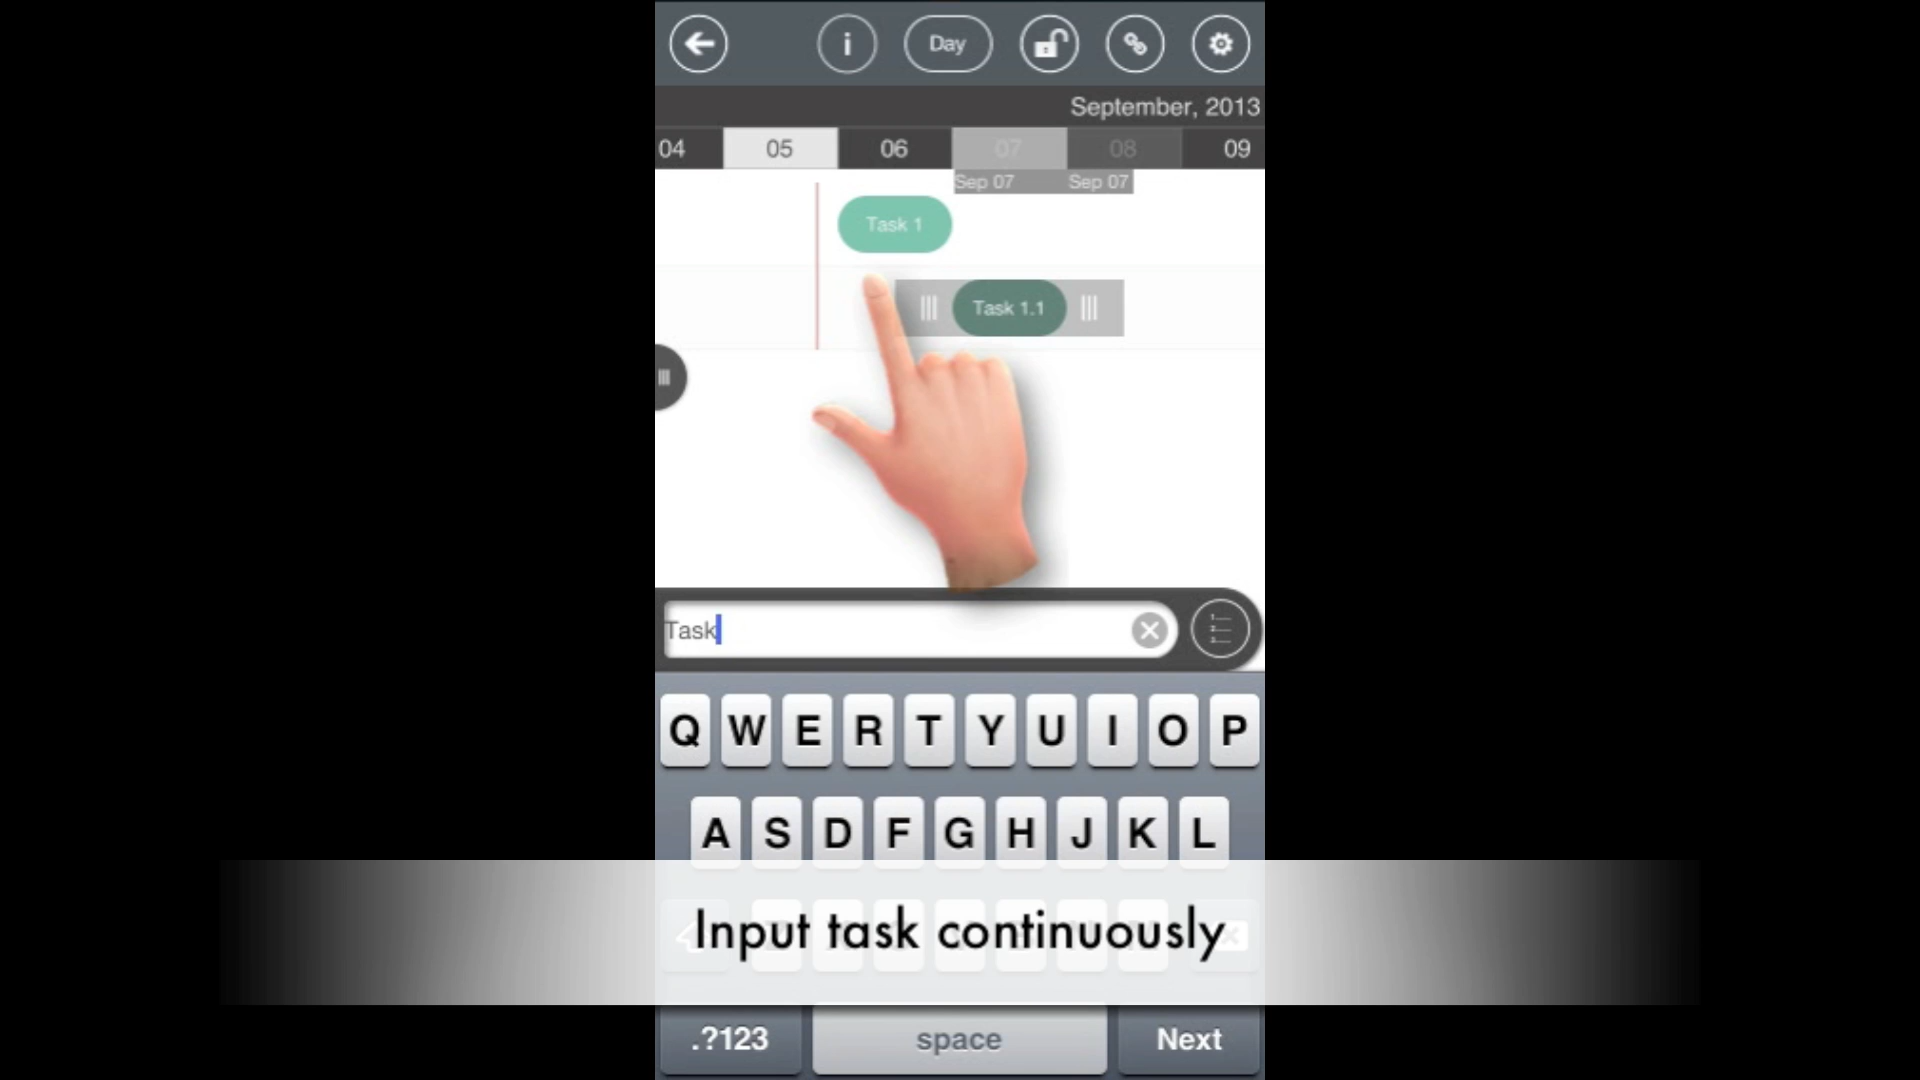 i Day
September, 2013
04 05 06 07 08 09
Sep 07 Sep 07
Task 1
Task 1.1
Task
Q W E R T Y U I O P
A S D F G H J K L
Input task continuously
.?123 space Next